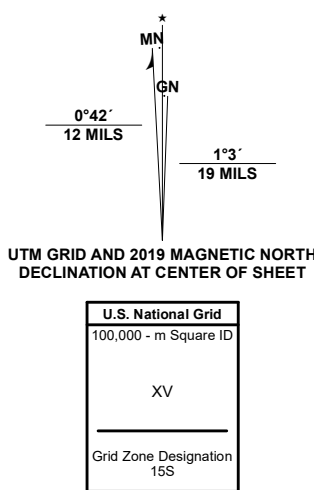 ★
MN
GN
0°42´
12 MILS
1°3´
19 MILS
UTM GRID AND 2019 MAGNETIC NORTH
DECLINATION AT CENTER OF SHEET
U.S. National Grid
100,000 - m Square ID
XV
Grid Zone Designation
15S